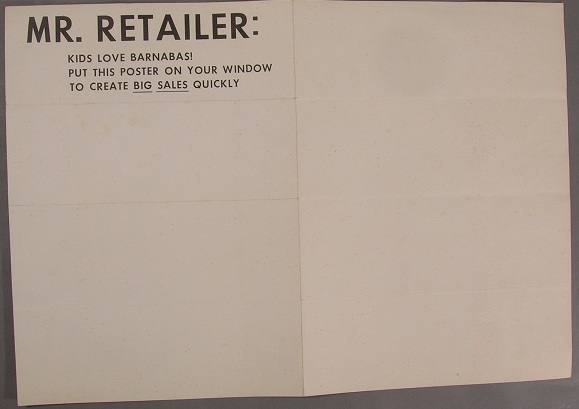 MR. RETAILER:
KIDS LOVE BARNABAS!
PUT THIS POSTER ON YOUR WINDOW
TO CREATE BIG SALES QUICKLY